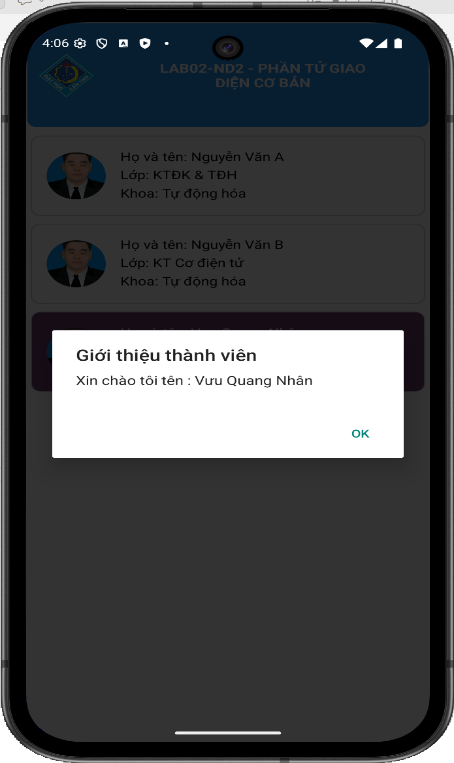 4:06
LAB02-ND2 - PHẦN TỬ GIAO
DIỆN CƠ BẢN
Họ và tên: Nguyễn Văn A
Lớp: KTĐK & TĐH
Khoa: Tự động hóa
Họ và tên: Nguyễn Văn B
Lớp: KT Cơ điện tử
Khoa: Tự động hóa
Giới thiệu thành viên
Xin chào tôi tên : Vưu Quang Nhân
OK